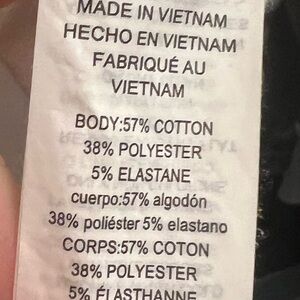 MADE IN VIETNAM
HECHO EN VIETNAM
FABRIQUÉ AU
VIETNAM
BODY:57% COTTON
38% POLYESTER
5% ELASTANE
cuerpo:57% algodón
38% poliéster 5% elastano
CORPS:57% COTON
38% POLYESTER
5% ÉLASTHANNE